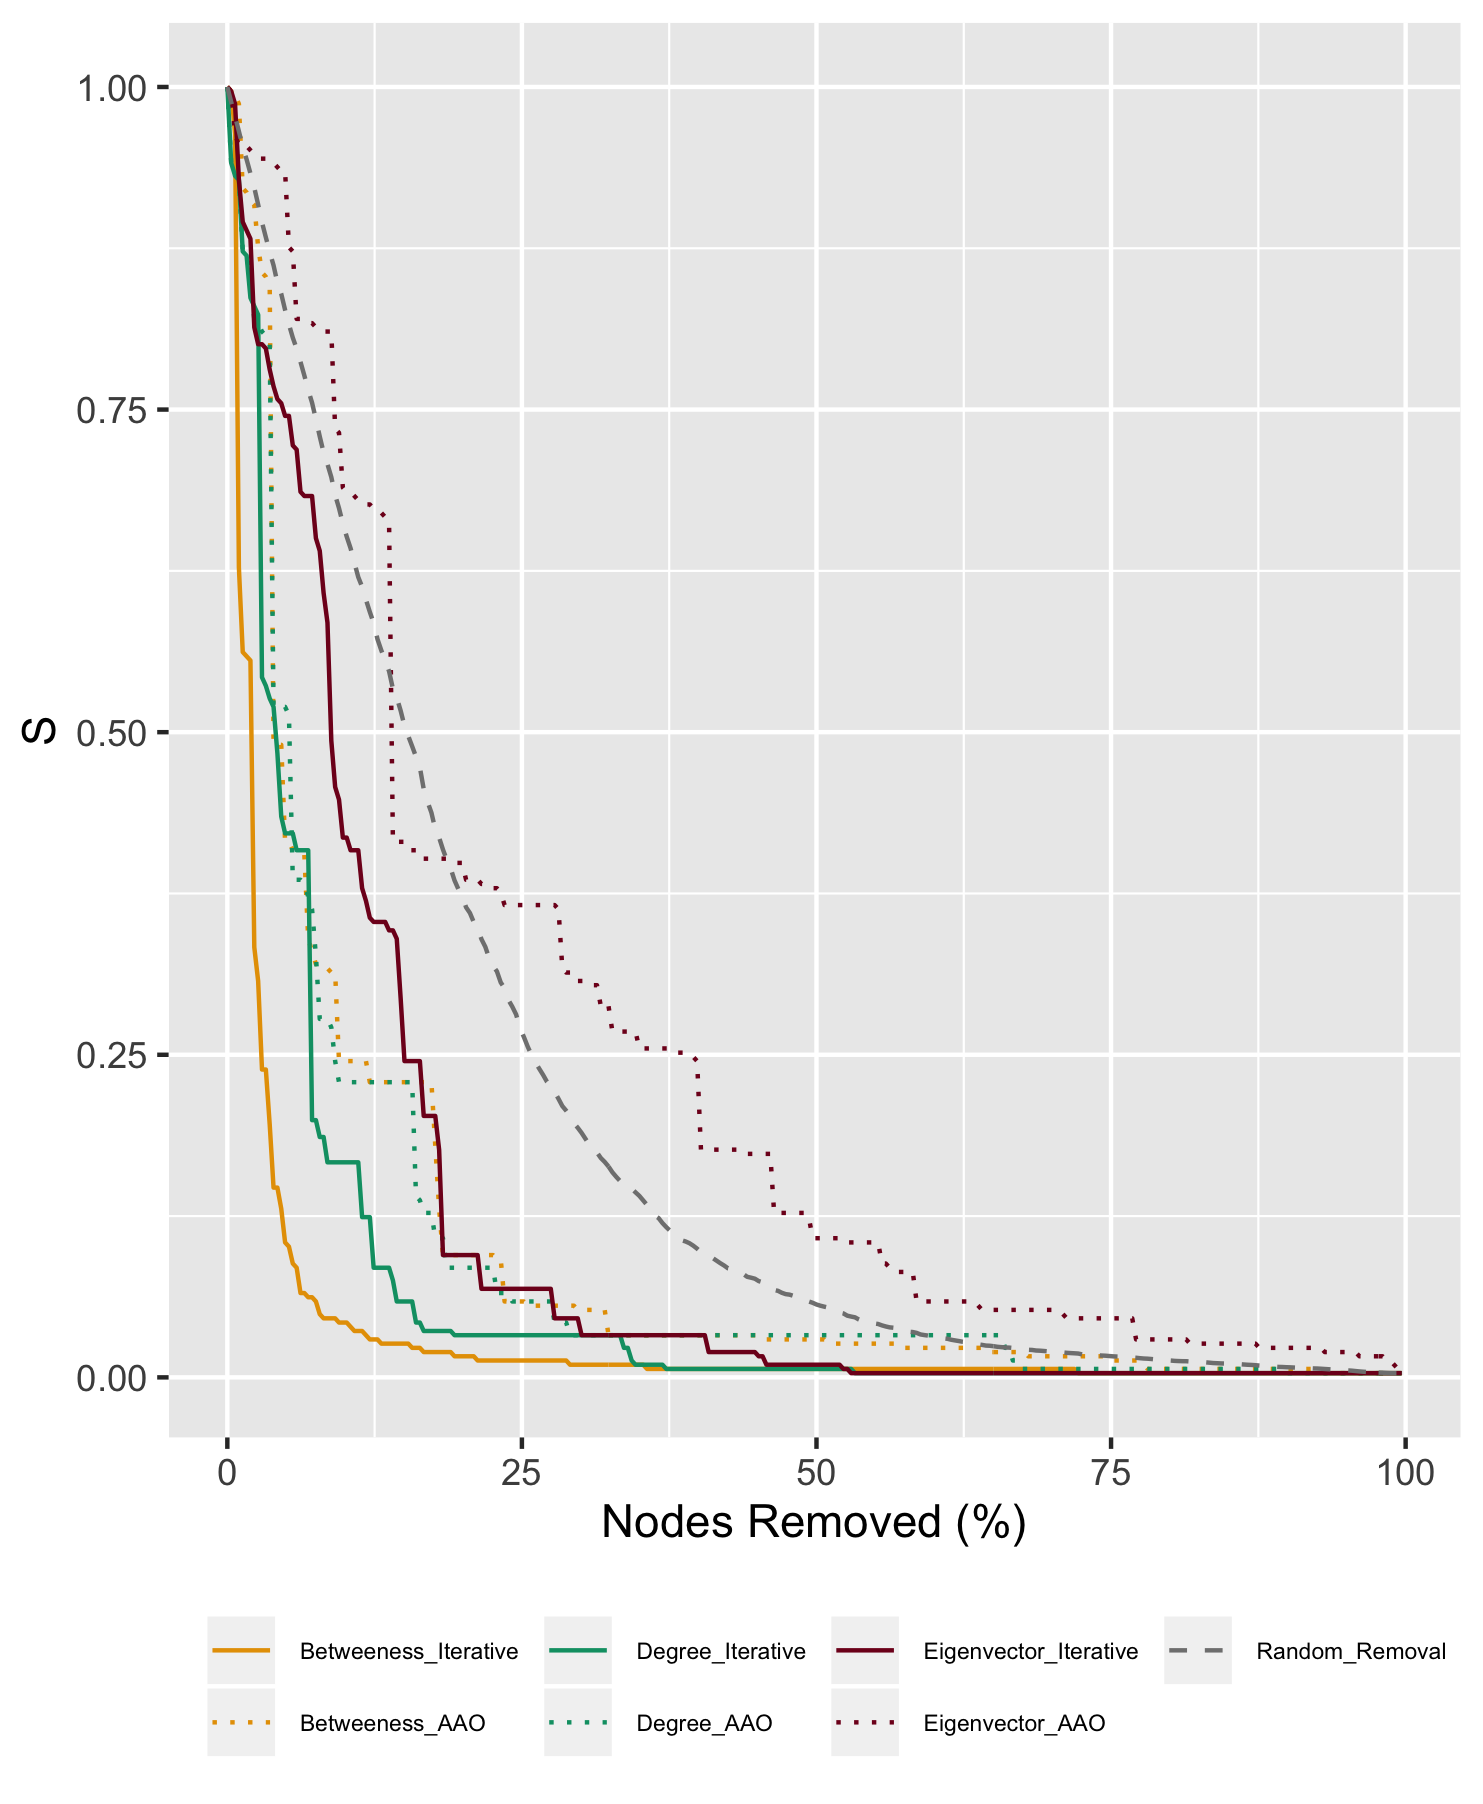 1.00
0.75
0.50
0.25
0.00
S
0 25 50 75 100
Nodes Removed (%)
Betweeness_Iterative Degree_Iterative Eigenvector_Iterative Random_Removal
Betweeness_AAO Degree_AAO Eigenvector_AAO